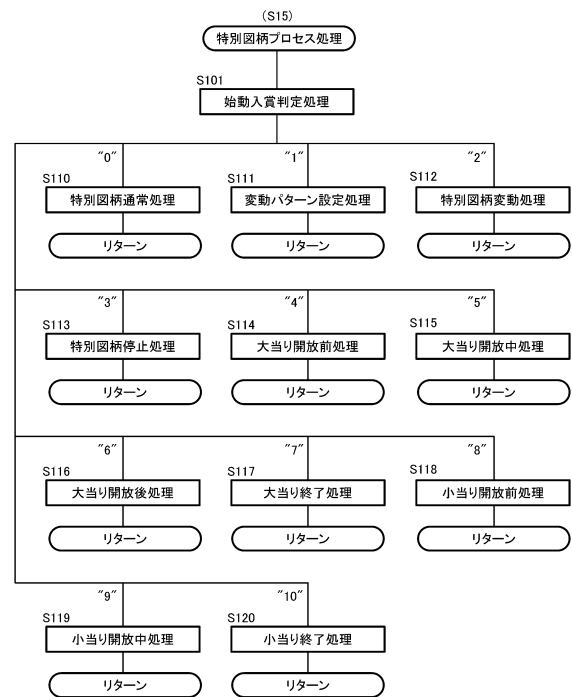 (S15)
特別図柄プロセス処理
S101
始動入賞判定処理
"0"
"1"
"2"
S110
S111
S112
特別図柄通常処理
変動パターン設定処理
特別図柄変動処理
リターン
リターン
リターン
"3"
"4"
"5"
S113
S114
S115
特別図柄停止処理
大当り開放前処理
大当り開放中処理
リターン
リターン
リターン
"6"
"7"
"8"
S116
S117
S118
大当り開放後処理
大当り終了処理
小当り開放前処理
リターン
リターン
リターン
"9"
"10"
S119
S120
小当り開放中処理
小当り終了処理
リターン
リターン